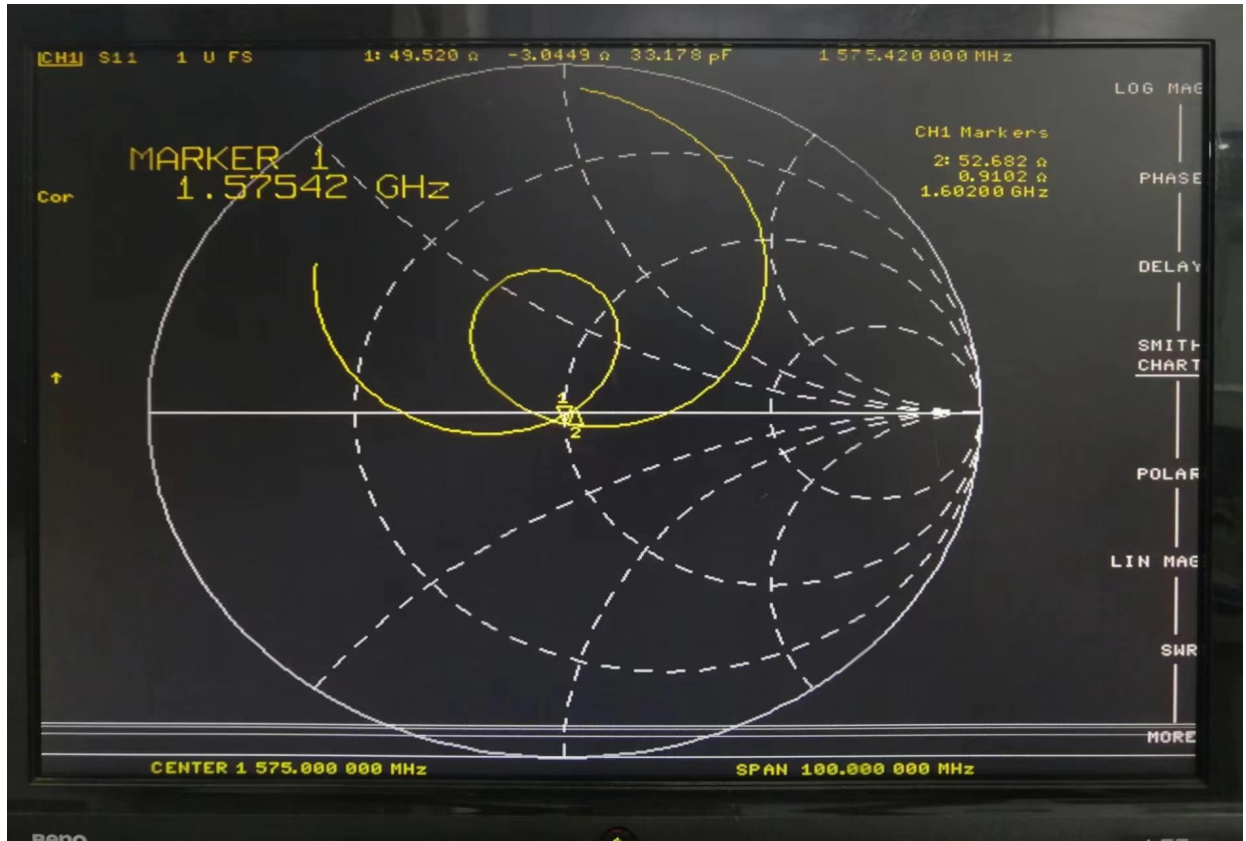 CH1 S11 1 U FS 1: 49.520 Ω -3.0449 Ω 33.178 pF 1 575.420 000 MHz
LOG MAG
CH1 Markers
MARKER 1
1.57542 GHz
2: 52.682 Ω
0.9102 Ω
1.60200 GHz
PHASE
Cor
DELAY
SMITH
CHART
↑
1
2
POLAR
LIN MAG
SWR
MORE
CENTER 1 575.000 000 MHz SPAN 100.000 000 MHz